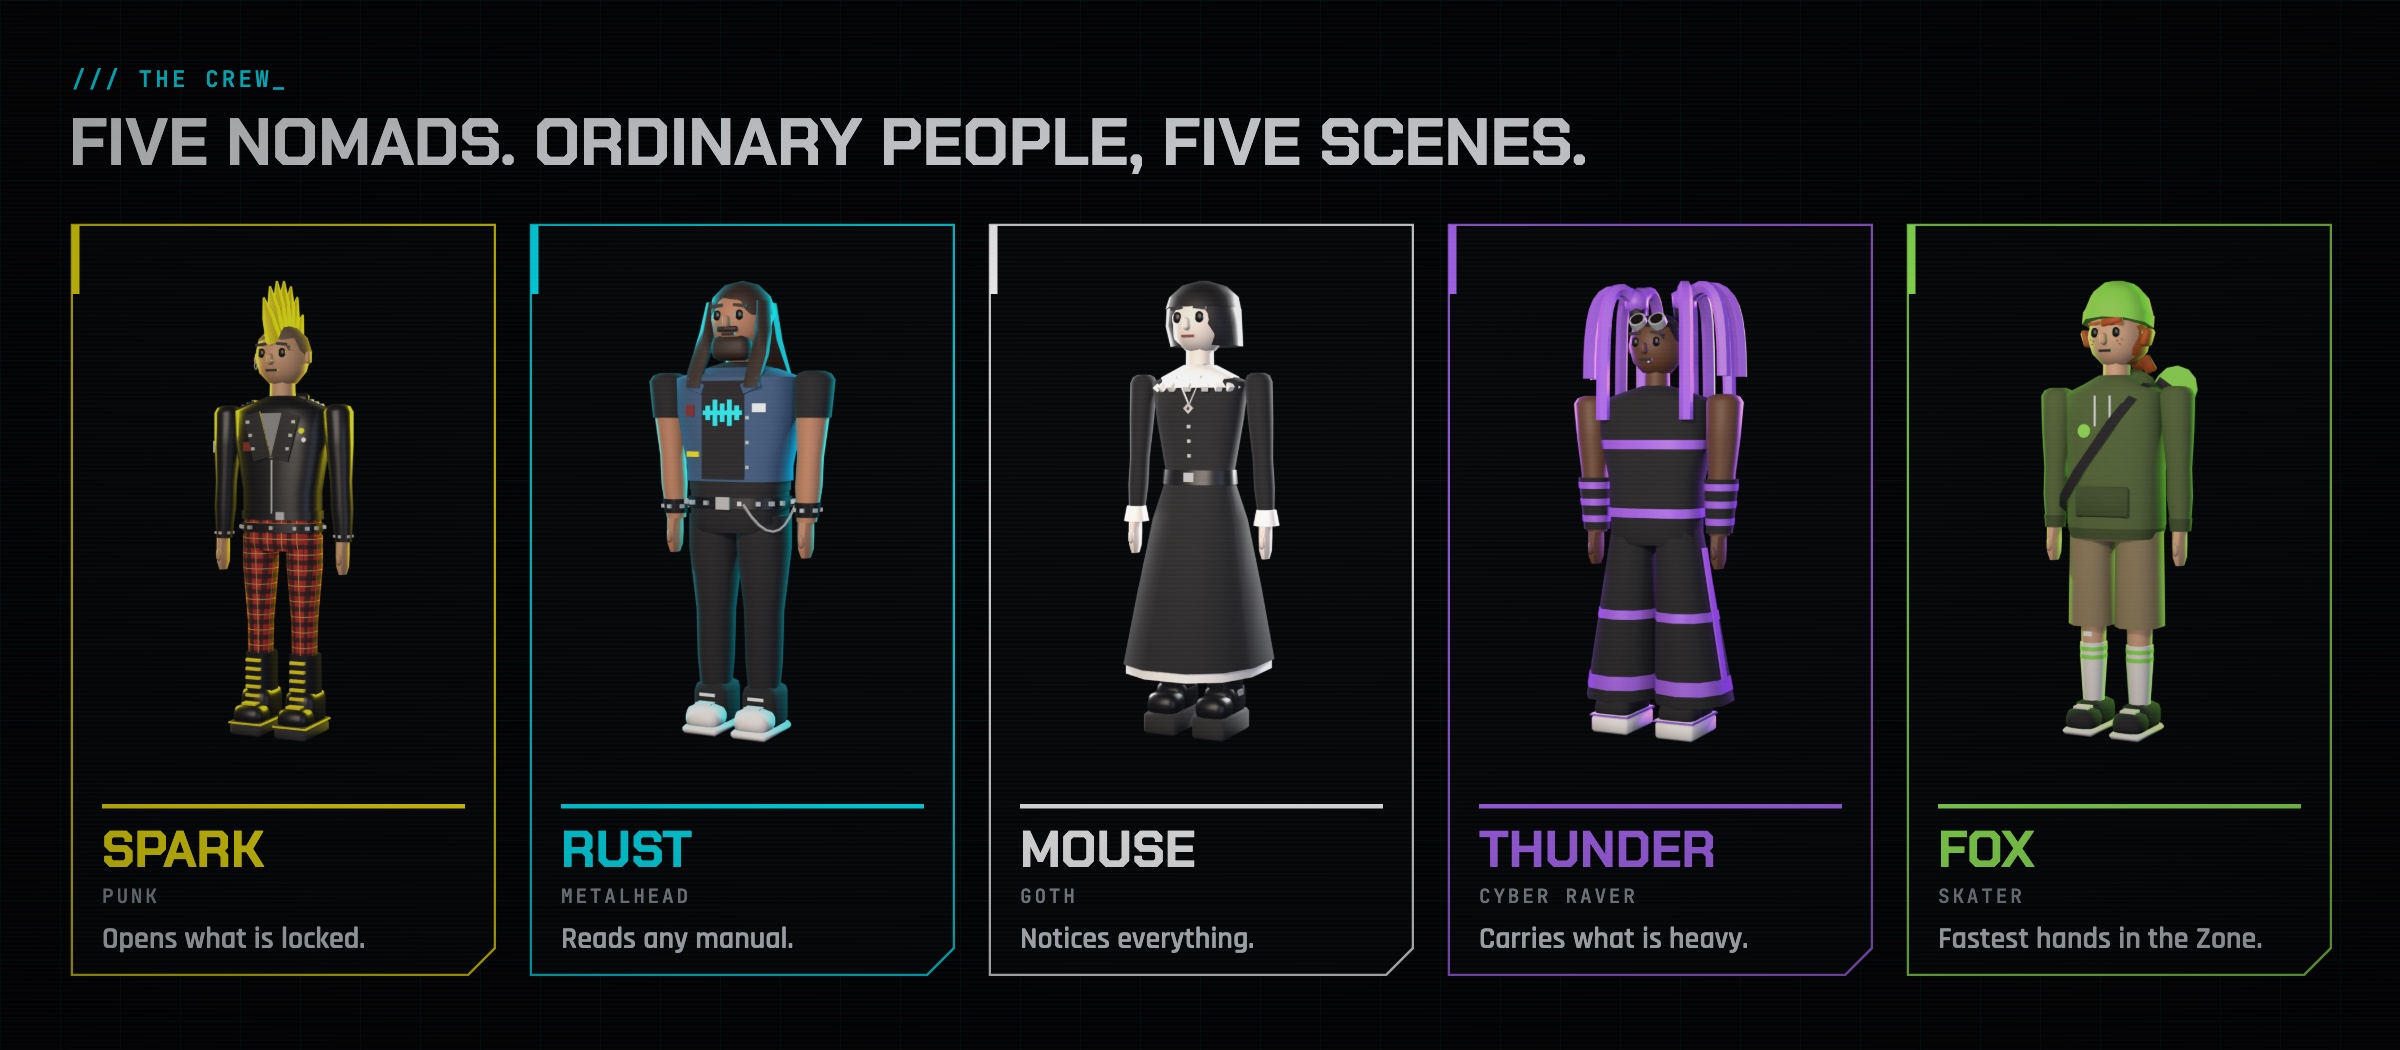 /// THE CREW_
FIVE NOMADS. ORDINARY PEOPLE, FIVE SCENES.
SPARK
PUNK
Opens what is locked.
RUST
METALHEAD
Reads any manual.
MOUSE
GOTH
Notices everything.
THUNDER
CYBER RAVER
Carries what is heavy.
FOX
SKATER
Fastest hands in the Zone.